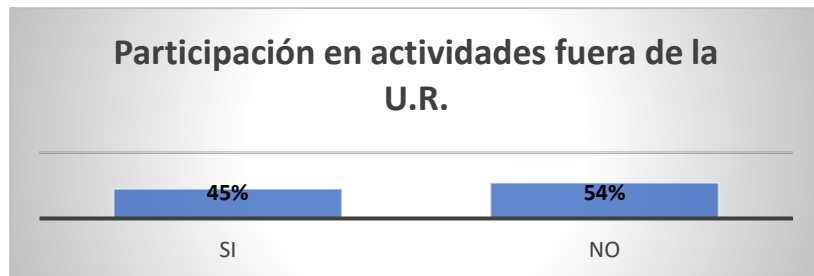 Participación en actividades fuera de la
U.R.
45%
54%
SI
NO